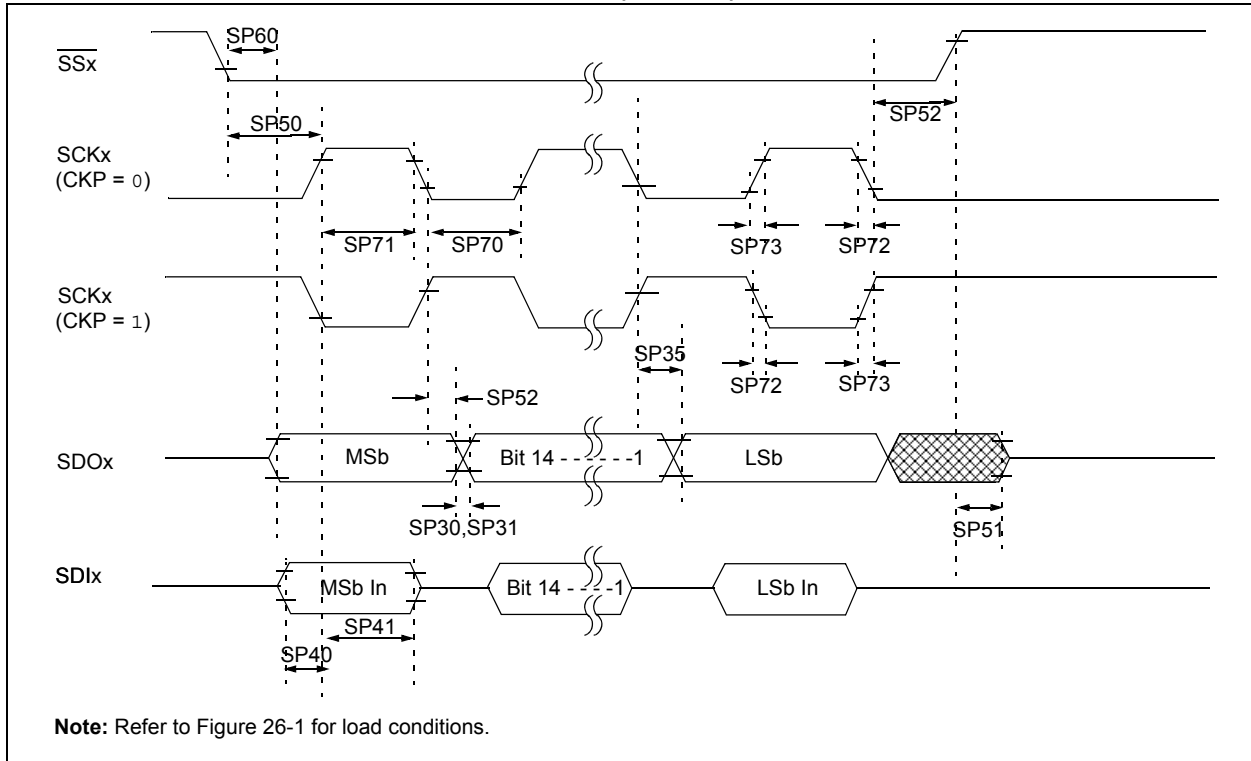 SP60
SSx
SP50
SP52
SCKx
(CKP = 0)
SP71
SP70
SP73
SP72
SCKx
(CKP = 1)
SP35
SP72
SP73
SP52
SDOx
MSb
Bit 14 - - - - - -1
LSb
SP30,SP31
SP51
SDIx
MSb In
Bit 14 - - - -1
LSb In
SP41
SP40
Note: Refer to Figure 26-1 for load conditions.